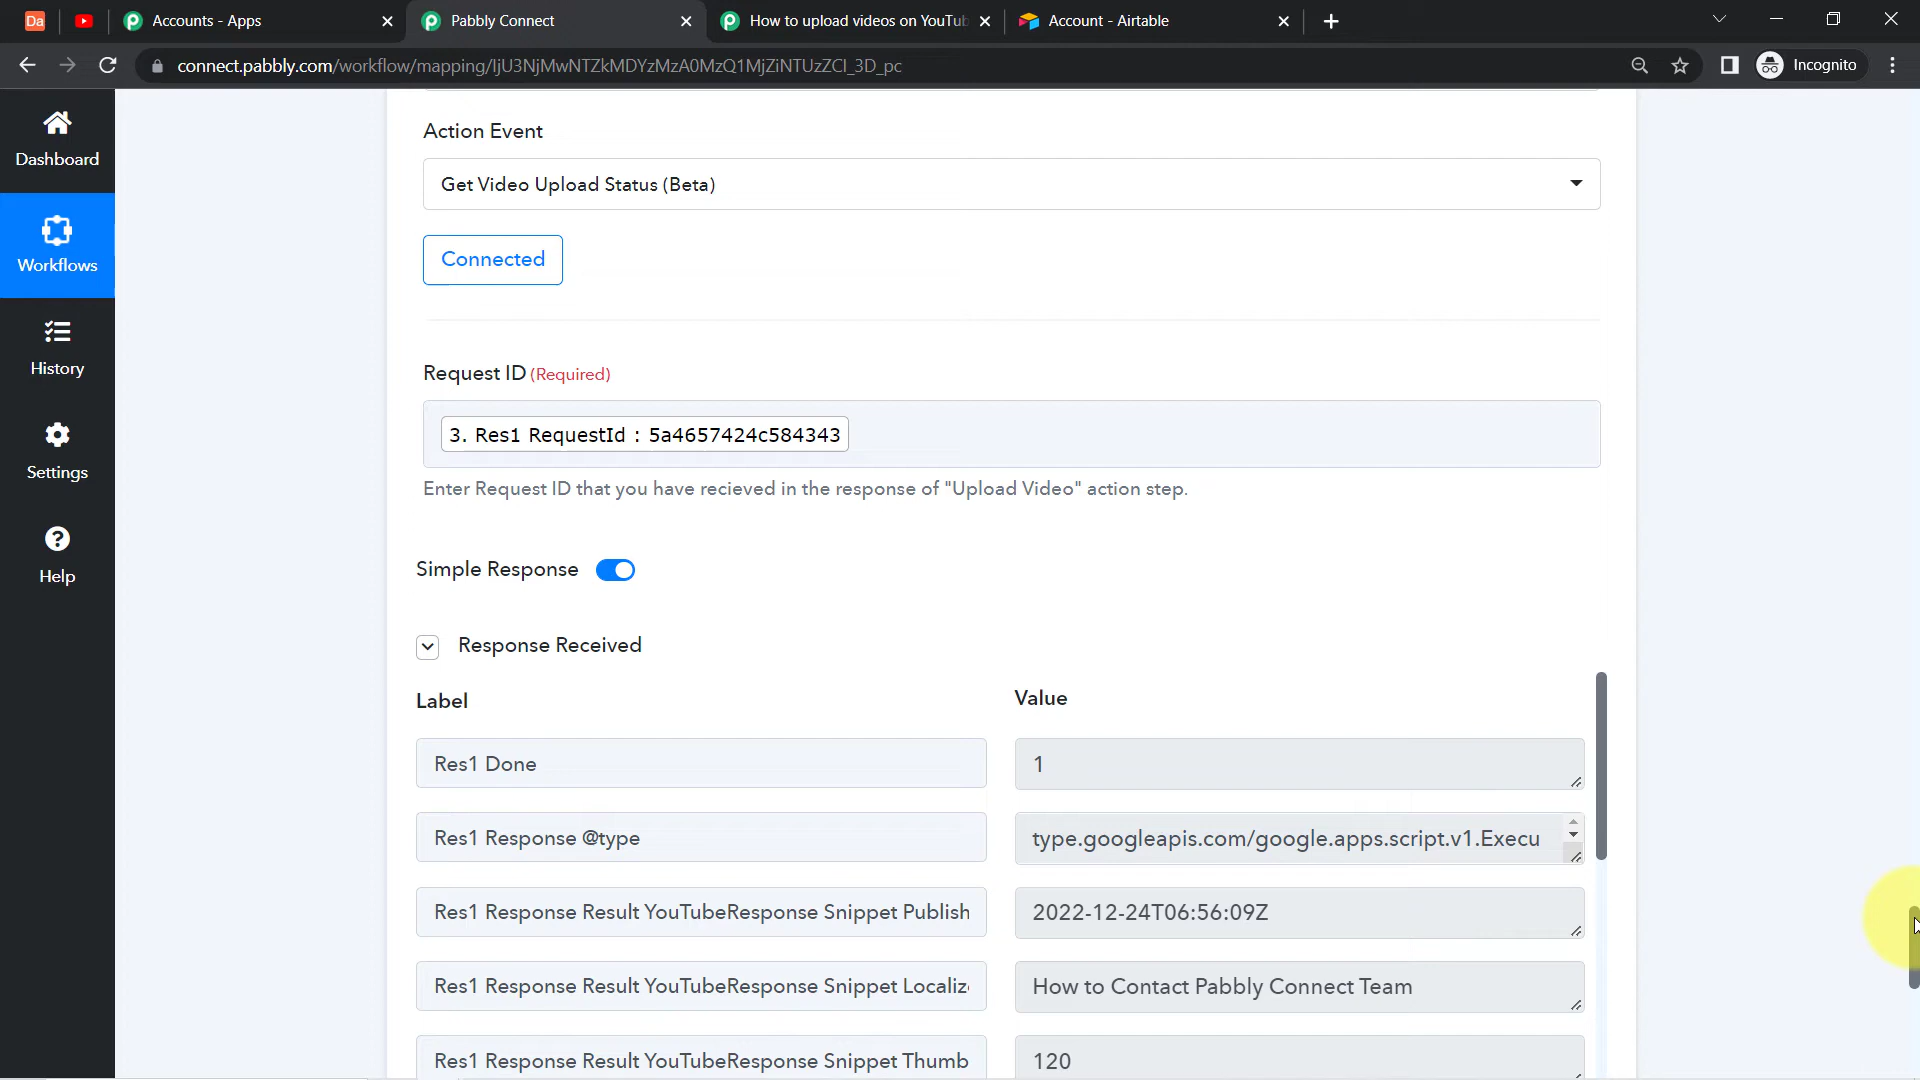 Da
Accounts - Apps
Pabbly Connect
How to upload videos on YouTub
Account - Airtable
connect.pabbly.com/workflow/mapping/IjU3NjMwNTZkMDYzMzA0MzQ1MjZiNTUzZCI_3D_pc
Incognito
Dashboard
Workflows
History
Settings
Help
Action Event
Get Video Upload Status (Beta)
Connected
Request ID (Required)
3. Res1 RequestId : 5a4657424c584343
Enter Request ID that you have recieved in the response of "Upload Video" action step.
Simple Response
Response Received
Label
Value
Res1 Done
1
Res1 Response @type
type.googleapis.com/google.apps.script.v1.Execu
Res1 Response Result YouTubeResponse Snippet Publish
2022-12-24T06:56:09Z
Res1 Response Result YouTubeResponse Snippet Localiz
How to Contact Pabbly Connect Team
Res1 Response Result YouTubeResponse Snippet Thumb
120